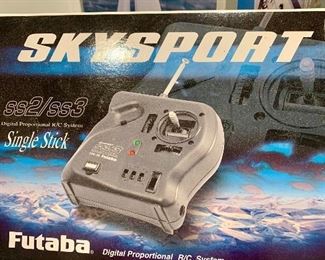 SKYSPORT
ss2/ss3
Digital Proportional R/C System
Single Stick
Futaba®
Digital Proportional R/C System